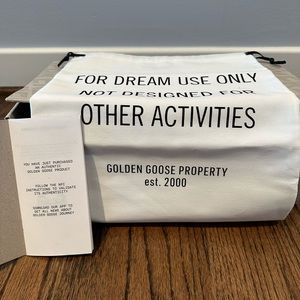 FOR DREAM USE ONLY
NOT DESIGNED FOR
OTHER ACTIVITIES
GOLDEN GOOSE PROPERTY
est. 2000
YOU HAVE JUST PURCHASED
AN AUTHENTIC
GOLDEN GOOSE PRODUCT
FOLLOW THE NFC
INSTRUCTIONS TO VALIDATE
ITS AUTHENTICITY
DOWNLOAD OUR APP TO
GET ALL NEWS ABOUT
GOLDEN GOOSE JOURNEY